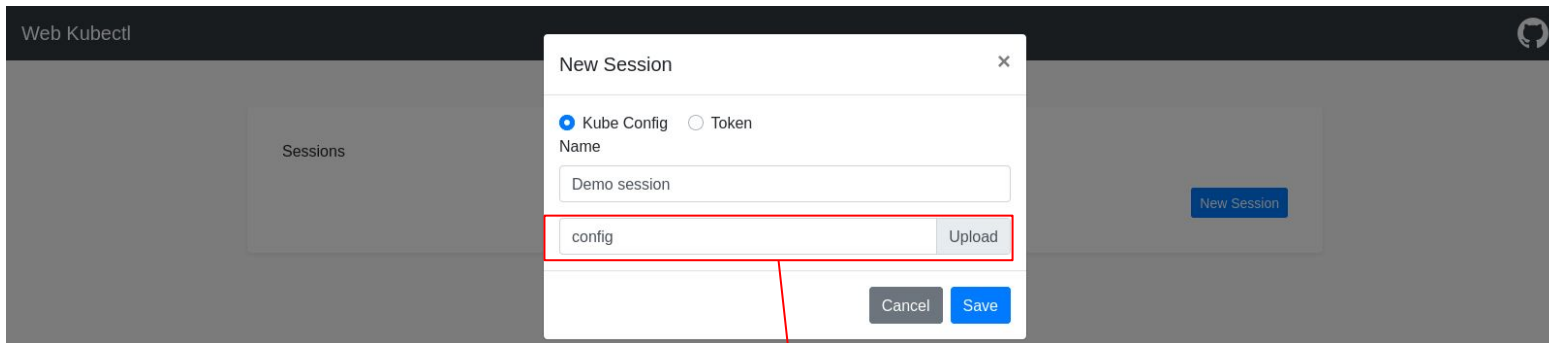 Web Kubectl
New Session ×
Kube Config Token
Name
Sessions
Demo session
New Session
config Upload
Cancel Save